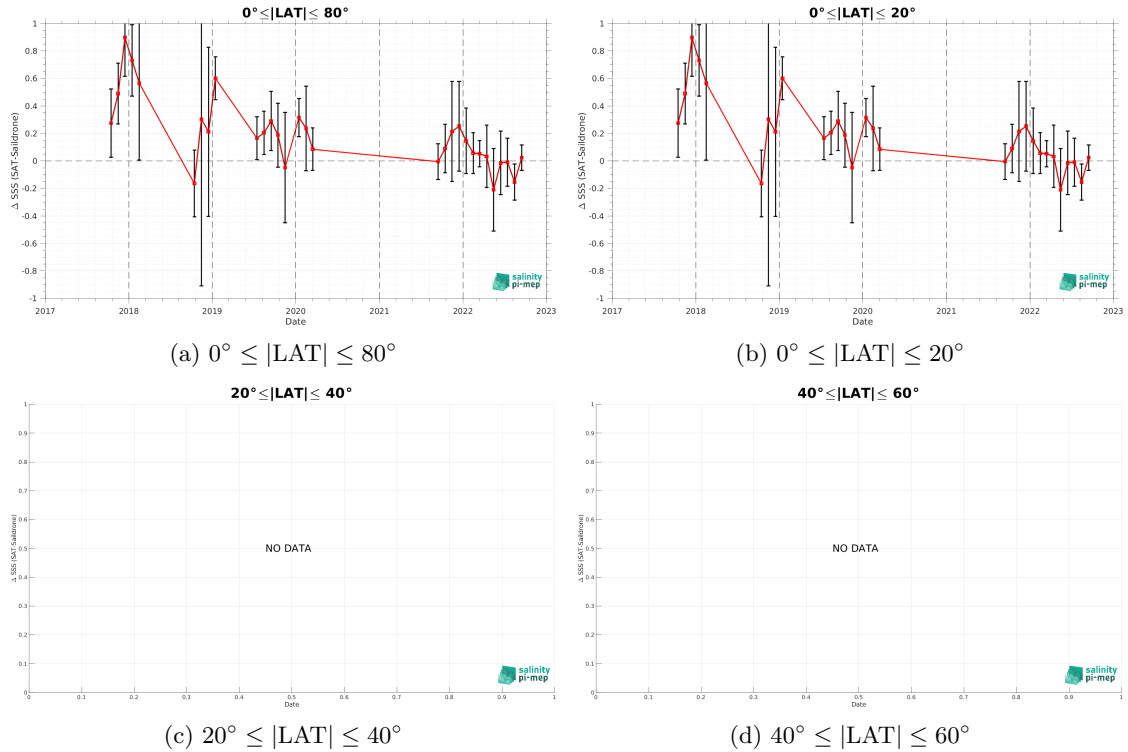 0°≤|LAT|≤ 80°
1
0.8
0.6
0.4
0.2
0
-0.2
-0.4
-0.6
-0.8
-1
Δ SSS (SAT-Saildrone)
2017 2018 2019 2020 2021 2022 2023
Date
salinity
pi-mep
(a) 0° ≤ |LAT| ≤ 80°
0°≤|LAT|≤ 20°
1
0.8
0.6
0.4
0.2
0
-0.2
-0.4
-0.6
-0.8
-1
Δ SSS (SAT-Saildrone)
2017 2018 2019 2020 2021 2022 2023
Date
salinity
pi-mep
(b) 0° ≤ |LAT| ≤ 20°
20°≤|LAT|≤ 40°
1
0.9
0.8
0.7
0.6
0.5
0.4
0.3
0.2
0.1
0
Δ SSS (SAT-Saildrone)
NO DATA
0 0.1 0.2 0.3 0.4 0.5 0.6 0.7 0.8 0.9 1
Date
salinity
pi-mep
(c) 20° ≤ |LAT| ≤ 40°
40°≤|LAT|≤ 60°
1
0.9
0.8
0.7
0.6
0.5
0.4
0.3
0.2
0.1
0
Δ SSS (SAT-Saildrone)
NO DATA
0 0.1 0.2 0.3 0.4 0.5 0.6 0.7 0.8 0.9 1
Date
salinity
pi-mep
(d) 40° ≤ |LAT| ≤ 60°